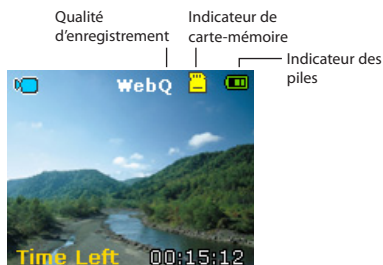 Qualité
d'enregistrement
Indicateur de
carte-mémoire
Indicateur des
piles
WebQ
Time Left 00:15:12